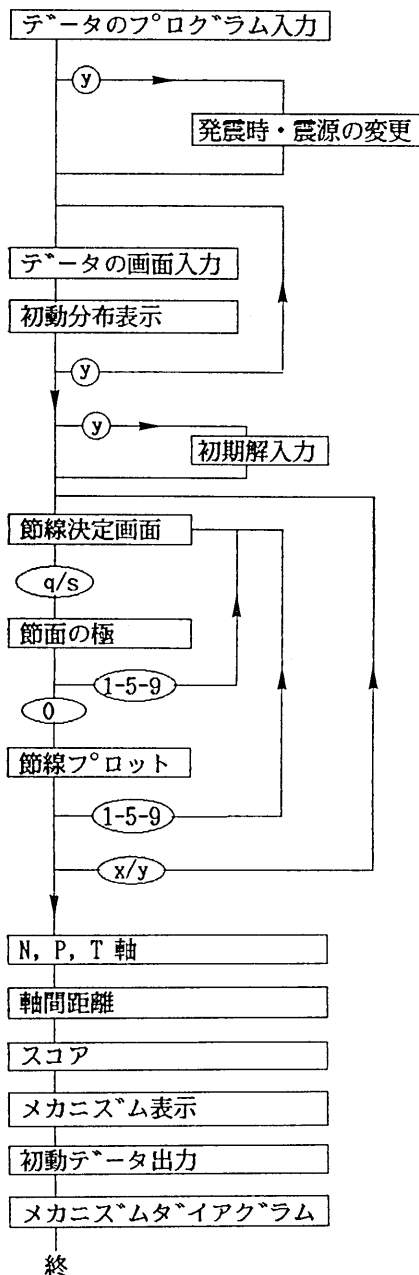 データのプログラム入力
y
発震時・震源の変更
データの画面入力
初動分布表示
y
y
初期解入力
節線決定画面
q/s
節面の極
1-5-9
0
節線プロット
1-5-9
x/y
N, P, T 軸
軸間距離
スコア
メカニズム表示
初動データ出力
メカニズムダイアグラム
終